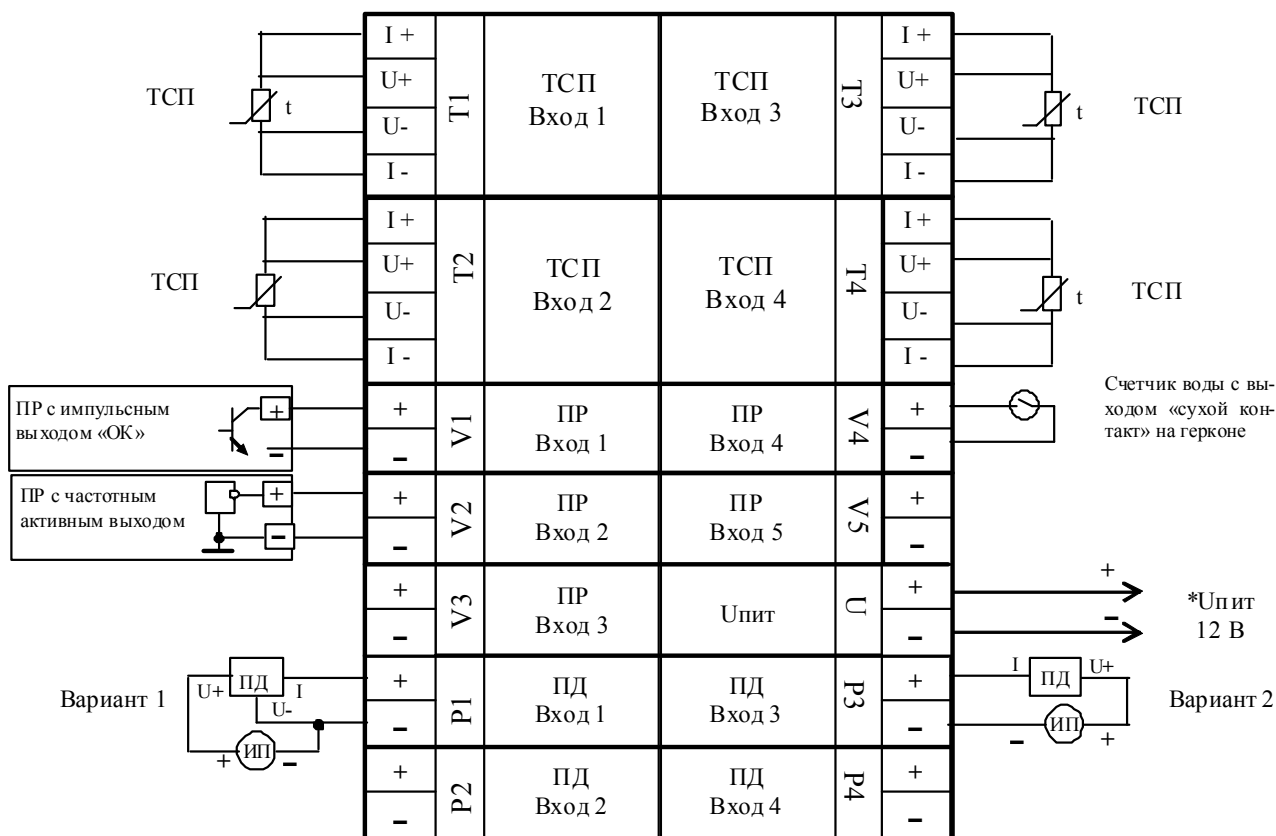 I +
U+
U-
I -
T1
ТСП
Вход 1
ТСП
Вход 3
T3
I +
U+
U-
I -
ТСП
t
t
ТСП
I +
U+
U-
I -
T2
ТСП
Вход 2
ТСП
Вход 4
T4
I +
U+
U-
I -
ТСП
t
ТСП
ПР с импульсным
выходом «ОК»
+
–
+
–
V1
ПР
Вход 1
ПР
Вход 4
V4
+
–
Счетчик воды с вы-
ходом «сухой кон-
такт» на герконе
ПР с частотным
активным выходом
+
–
+
–
V2
ПР
Вход 2
ПР
Вход 5
V5
+
–
+
–
V3
ПР
Вход 3
Uпит
U
+
–
+
–
*Uпит
12 В
Вариант 1
U+
ПД
I
U-
+
ИП
–
+
–
P1
ПД
Вход 1
ПД
Вход 3
P3
+
–
I
ПД
U+
–
ИП
+
Вариант 2
+
–
P2
ПД
Вход 2
ПД
Вход 4
P4
+
–